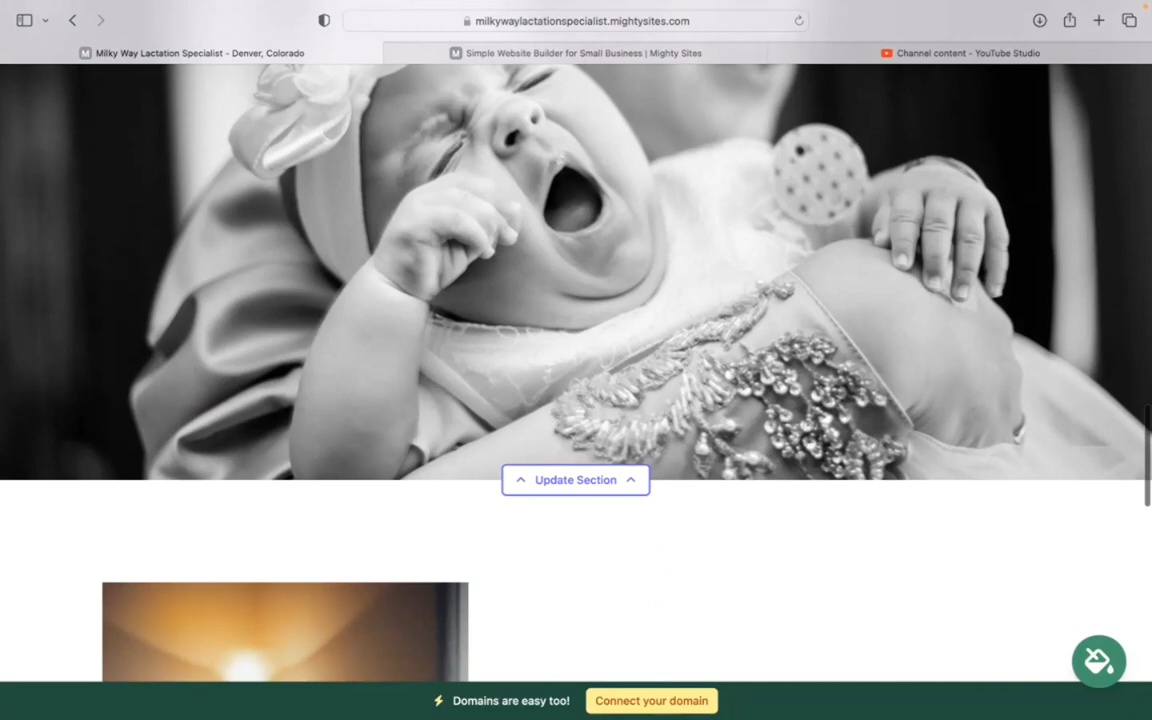 milkywaylactationspecialist.mightysites.com
Milky Way Lactation Specialist - Denver, Colorado
Simple Website Builder for Small Business | Mighty Sites
Channel content - YouTube Studio
Update Section
Domains are easy too!
Connect your domain